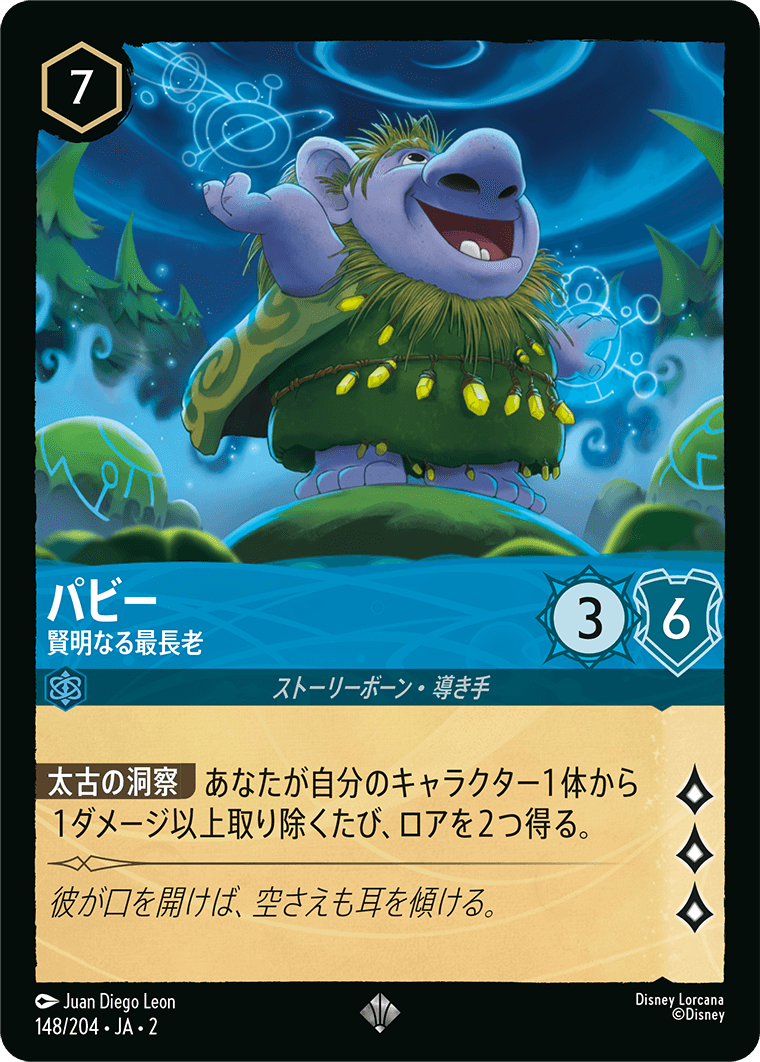 7
パビー
賢明なる最長老
3
6
ストーリーボーン・導き手
太古の洞察 あなたが自分のキャラクター1体から
1ダメージ以上取り除くたび、ロアを2つ得る。
彼が口を開けば、空さえも耳を傾ける。
Juan Diego Leon
148/204・JA・2
Disney Lorcana
©Disney